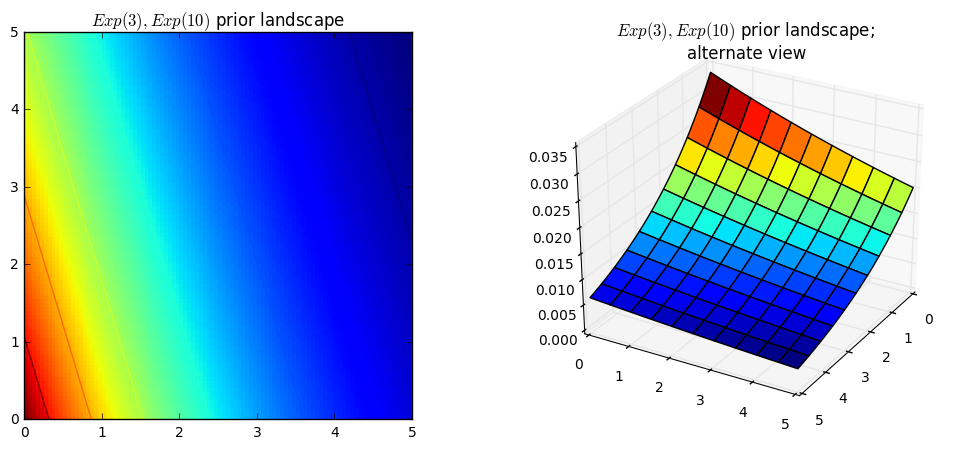 Exp(3), Exp(10) prior landscape
5
4
3
2
1
0
0 1 2 3 4 5
Exp(3), Exp(10) prior landscape;
alternate view
0.035
0.030
0.025
0.020
0.015
0.010
0.005
0.000
0 1 2 3 4 5
0 1 2 3 4 5